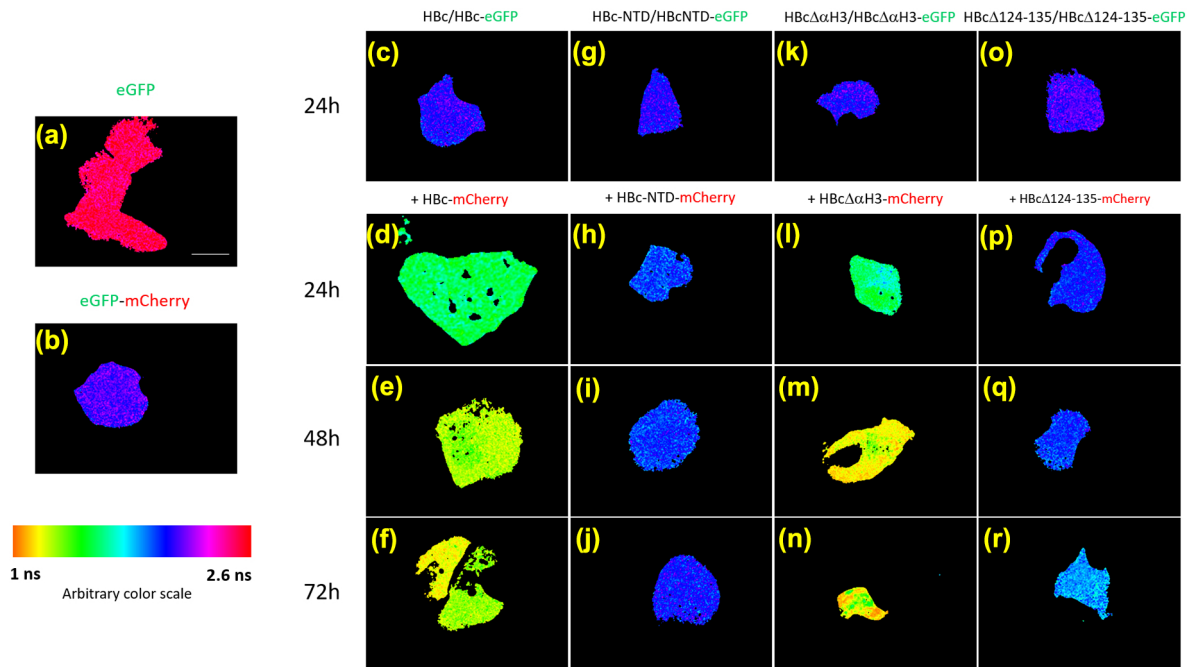 HBc/HBc-eGFP
HBc-NTD/HBcNTD-eGFP
HBcΔαH3/HBcΔαH3-eGFP
HBcΔ124-135/HBcΔ124-135-eGFP
(c)
(g)
(k)
(o)
24h
eGFP
(a)
+ HBc-mCherry
+ HBc-NTD-mCherry
+ HBcΔαH3-mCherry
+ HBcΔ124-135-mCherry
(d)
(h)
(l)
(p)
24h
eGFP-mCherry
(b)
(e)
(i)
(m)
(q)
48h
(f)
(j)
(n)
(r)
72h
1 ns
2.6 ns
Arbitrary color scale